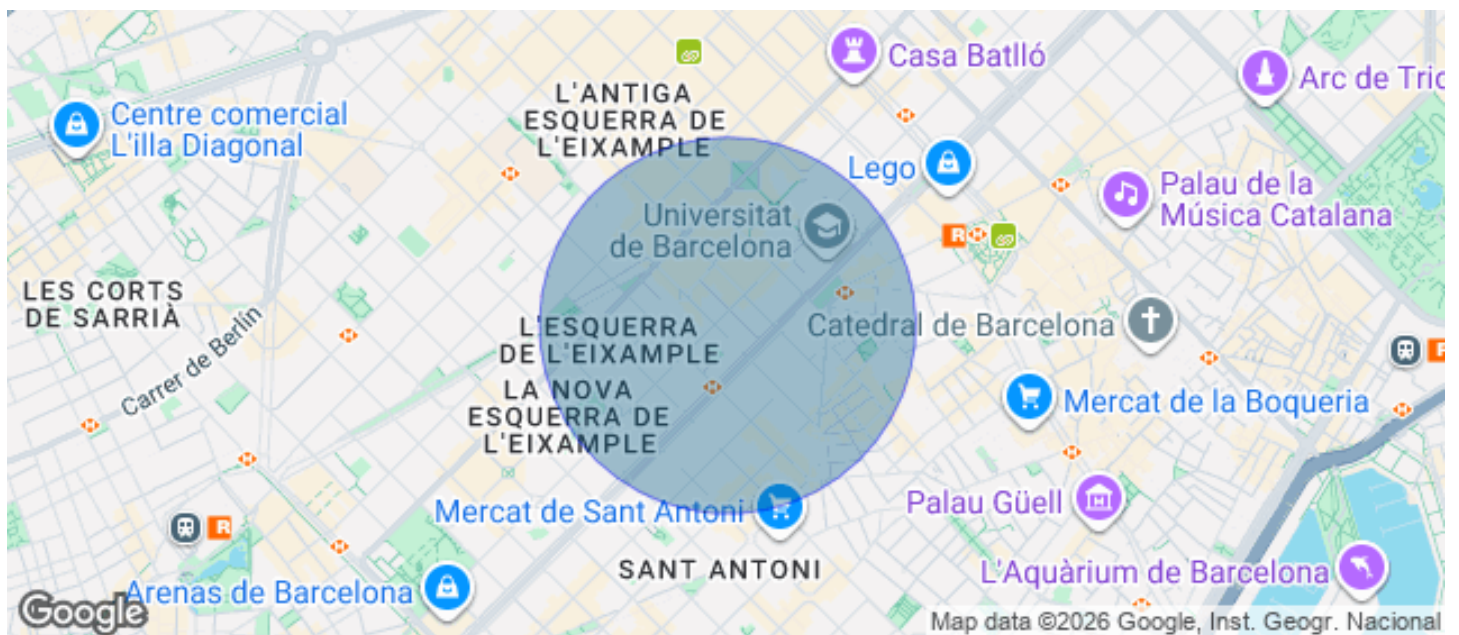 Casa Batlló
Arc de Trio
L'ANTIGA
ESQUERRA DE
L'EIXAMPLE
Centre comercial
L'illa Diagonal
Lego
Palau de la
Música Catalana
Universitat
de Barcelona
R
LES CORTS
DE SARRIÀ
Carrer de Berlín
L'ESQUERRA
DE L'EIXAMPLE
Catedral de Barcelona
R
LA NOVA
ESQUERRA DE
L'EIXAMPLE
Mercat de la Boqueria
Mercat de Sant Antoni
Palau Güell
R
SANT ANTONI
L'Aquàrium de Barcelona
Arenas de Barcelona
Google
Map data ©2026 Google, Inst. Geogr. Nacional